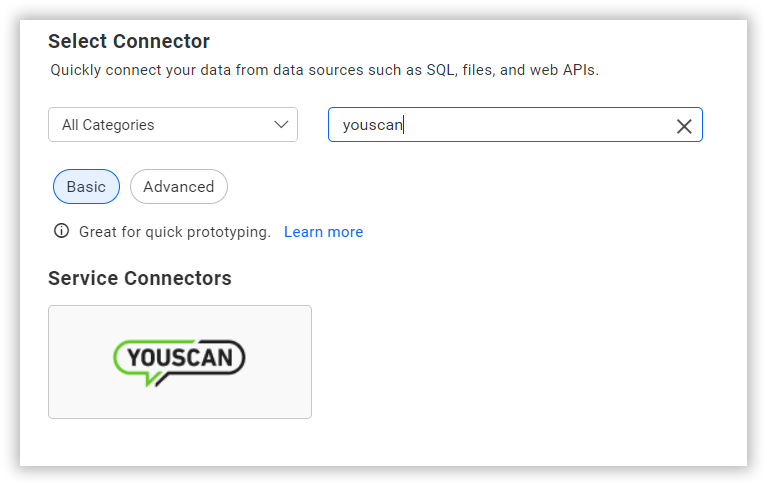 Select Connector
Quickly connect your data from data sources such as SQL, files, and web APIs.
All Categories
youscan
Basic
Advanced
Great for quick prototyping. Learn more
Service Connectors
YOUSCAN